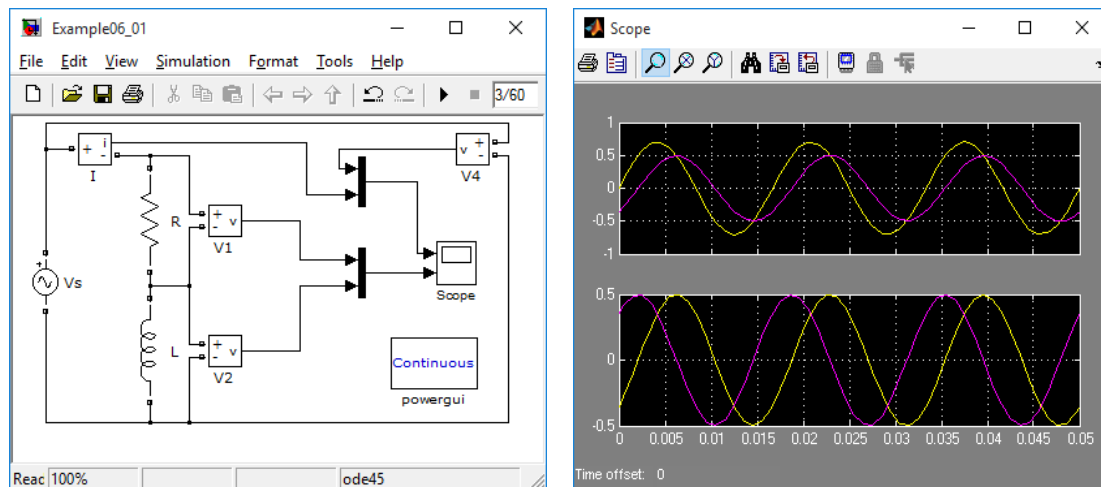 Example06_01
File Edit View Simulation Format Tools Help
3/60
+ i -
I
v + -
V4
R
+ - v
V1
+
Vs
Scope
L
+ - v
V2
Continuous
powergui
100%
ode45
Scope
1
0.5
0
-0.5
-1
0.5
0
-0.5
0 0.005 0.01 0.015 0.02 0.025 0.03 0.035 0.04 0.045 0.05
Time offset: 0